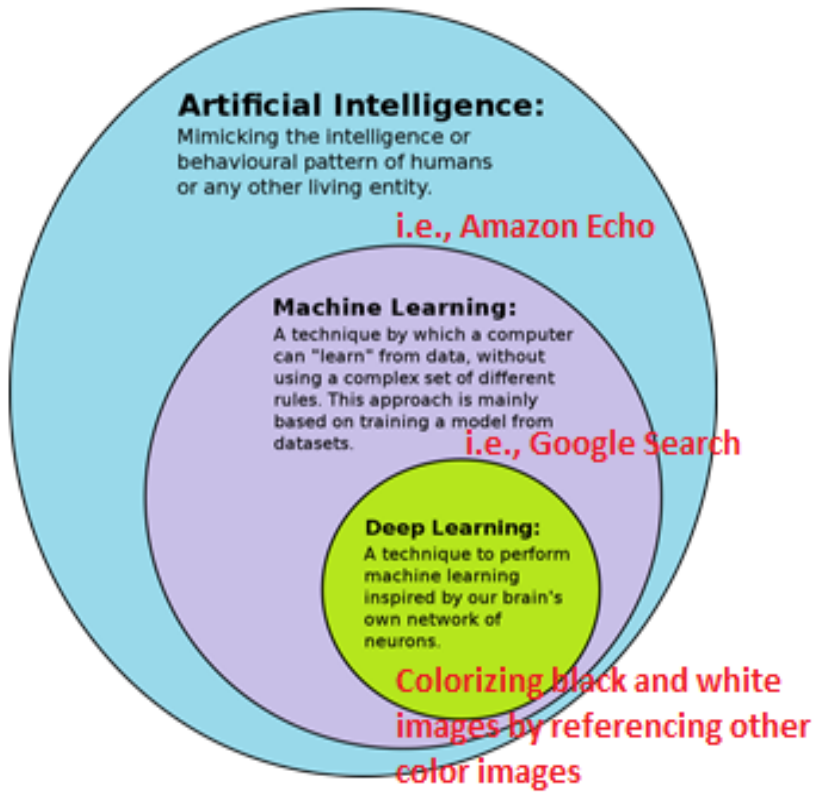 Artificial Intelligence:
Mimicking the intelligence or
behavioural pattern of humans
or any other living entity.
i.e., Amazon Echo
Machine Learning:
A technique by which a computer
can "learn" from data, without
using a complex set of different
rules. This approach is mainly
based on training a model from
datasets.
i.e., Google Search
Deep Learning:
A technique to perform
machine learning
inspired by our brain's
own network of
neurons.
Colorizing black and white
images by referencing other
color images